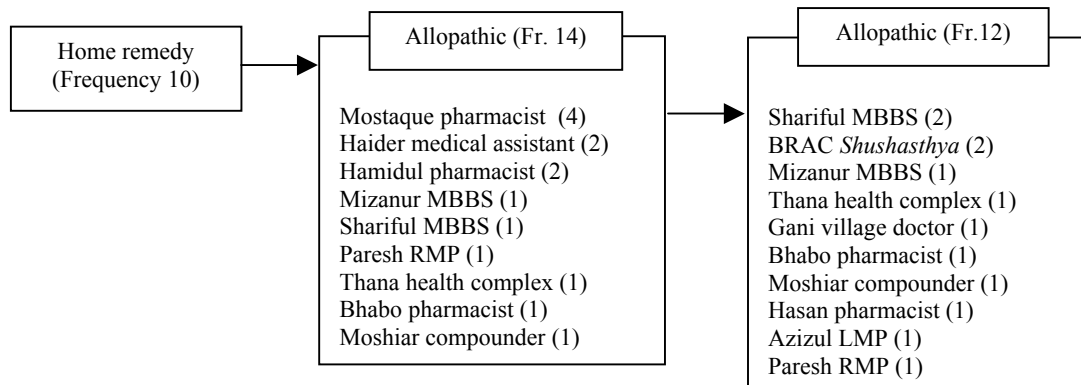 Home remedy
(Frequency 10)
Allopathic (Fr. 14)
Mostaque pharmacist (4)
Haider medical assistant (2)
Hamidul pharmacist (2)
Mizanur MBBS (1)
Shariful MBBS (1)
Paresh RMP (1)
Thana health complex (1)
Bhabo pharmacist (1)
Moshiar compounder (1)
Allopathic (Fr.12)
Shariful MBBS (2)
BRAC Shushasthya (2)
Mizanur MBBS (1)
Thana health complex (1)
Gani village doctor (1)
Bhabo pharmacist (1)
Moshiar compounder (1)
Hasan pharmacist (1)
Azizul LMP (1)
Paresh RMP (1)